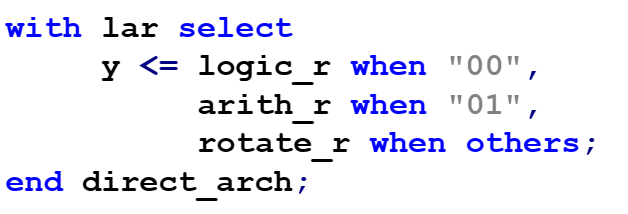 with lar select
y <= logic_r when "00",
arith_r when "01",
rotate_r when others;
end direct_arch;